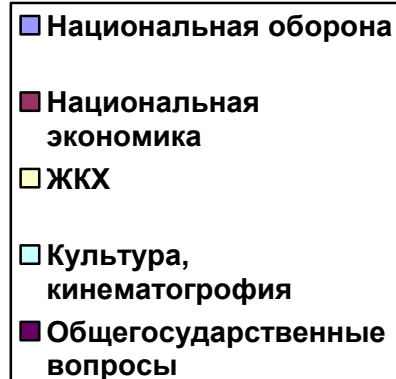 Национальная оборона
Национальная
экономика
ЖКХ
Культура,
кинематогрофия
Общегосударственные
вопросы